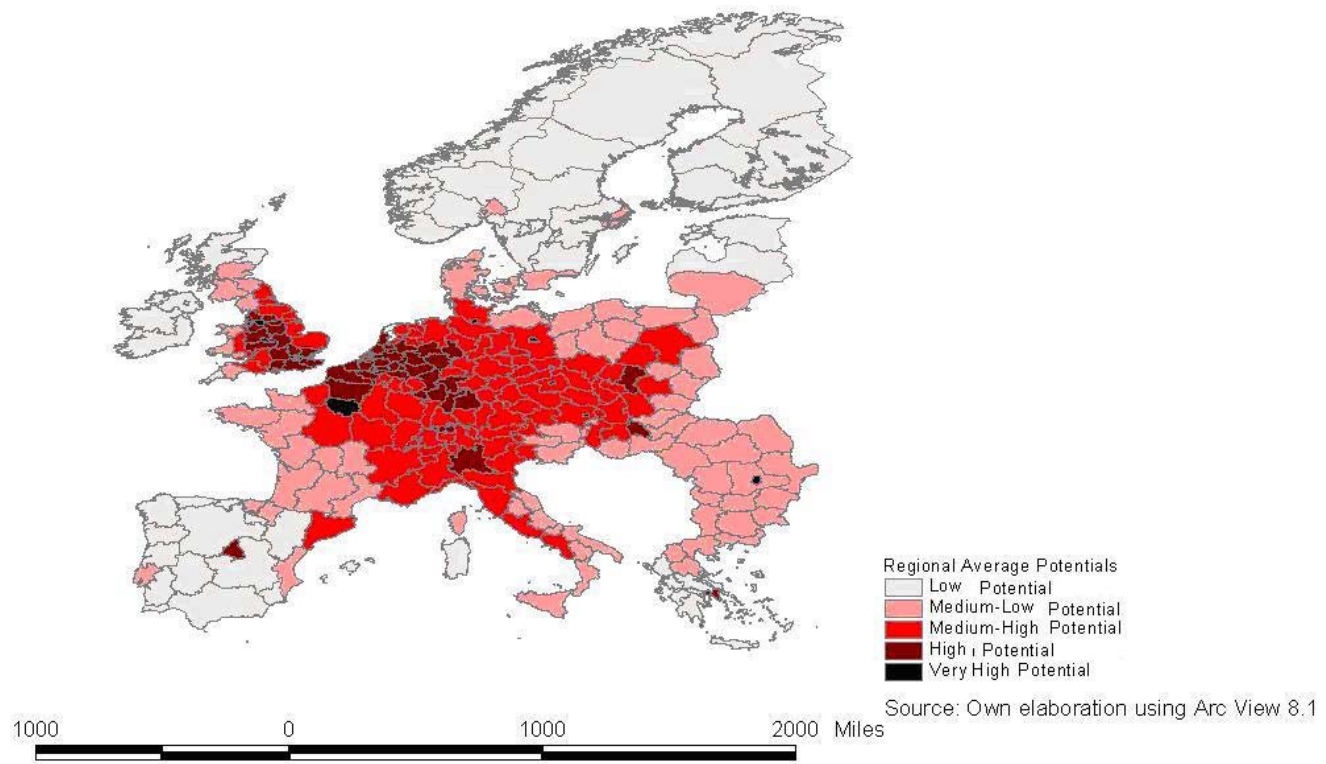 Regional Average Potentials
Low Potential
Medium-Low Potential
Medium-High Potential
High Potential
Very High Potential
Source: Own elaboration using Arc View 8.1
1000 0 1000 2000 Miles